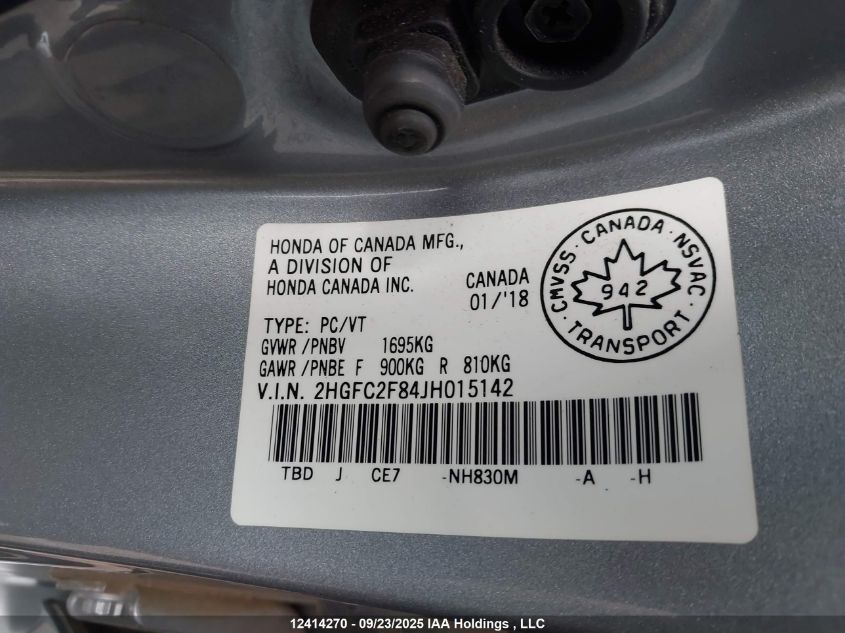 HONDA OF CANADA MFG.,
A DIVISION OF
HONDA CANADA INC.
CANADA
01/'18
CMVSS · CANADA · NSVAC
942
· TRANSPORT ·
TYPE: PC/VT
GVWR /PNBV 1695KG
GAWR /PNBE F 900KG R 810KG
V.I.N. 2HGFC2F84JH015142
TBD J CE7 -NH830M -A -H
12414270 - 09/23/2025 IAA Holdings , LLC